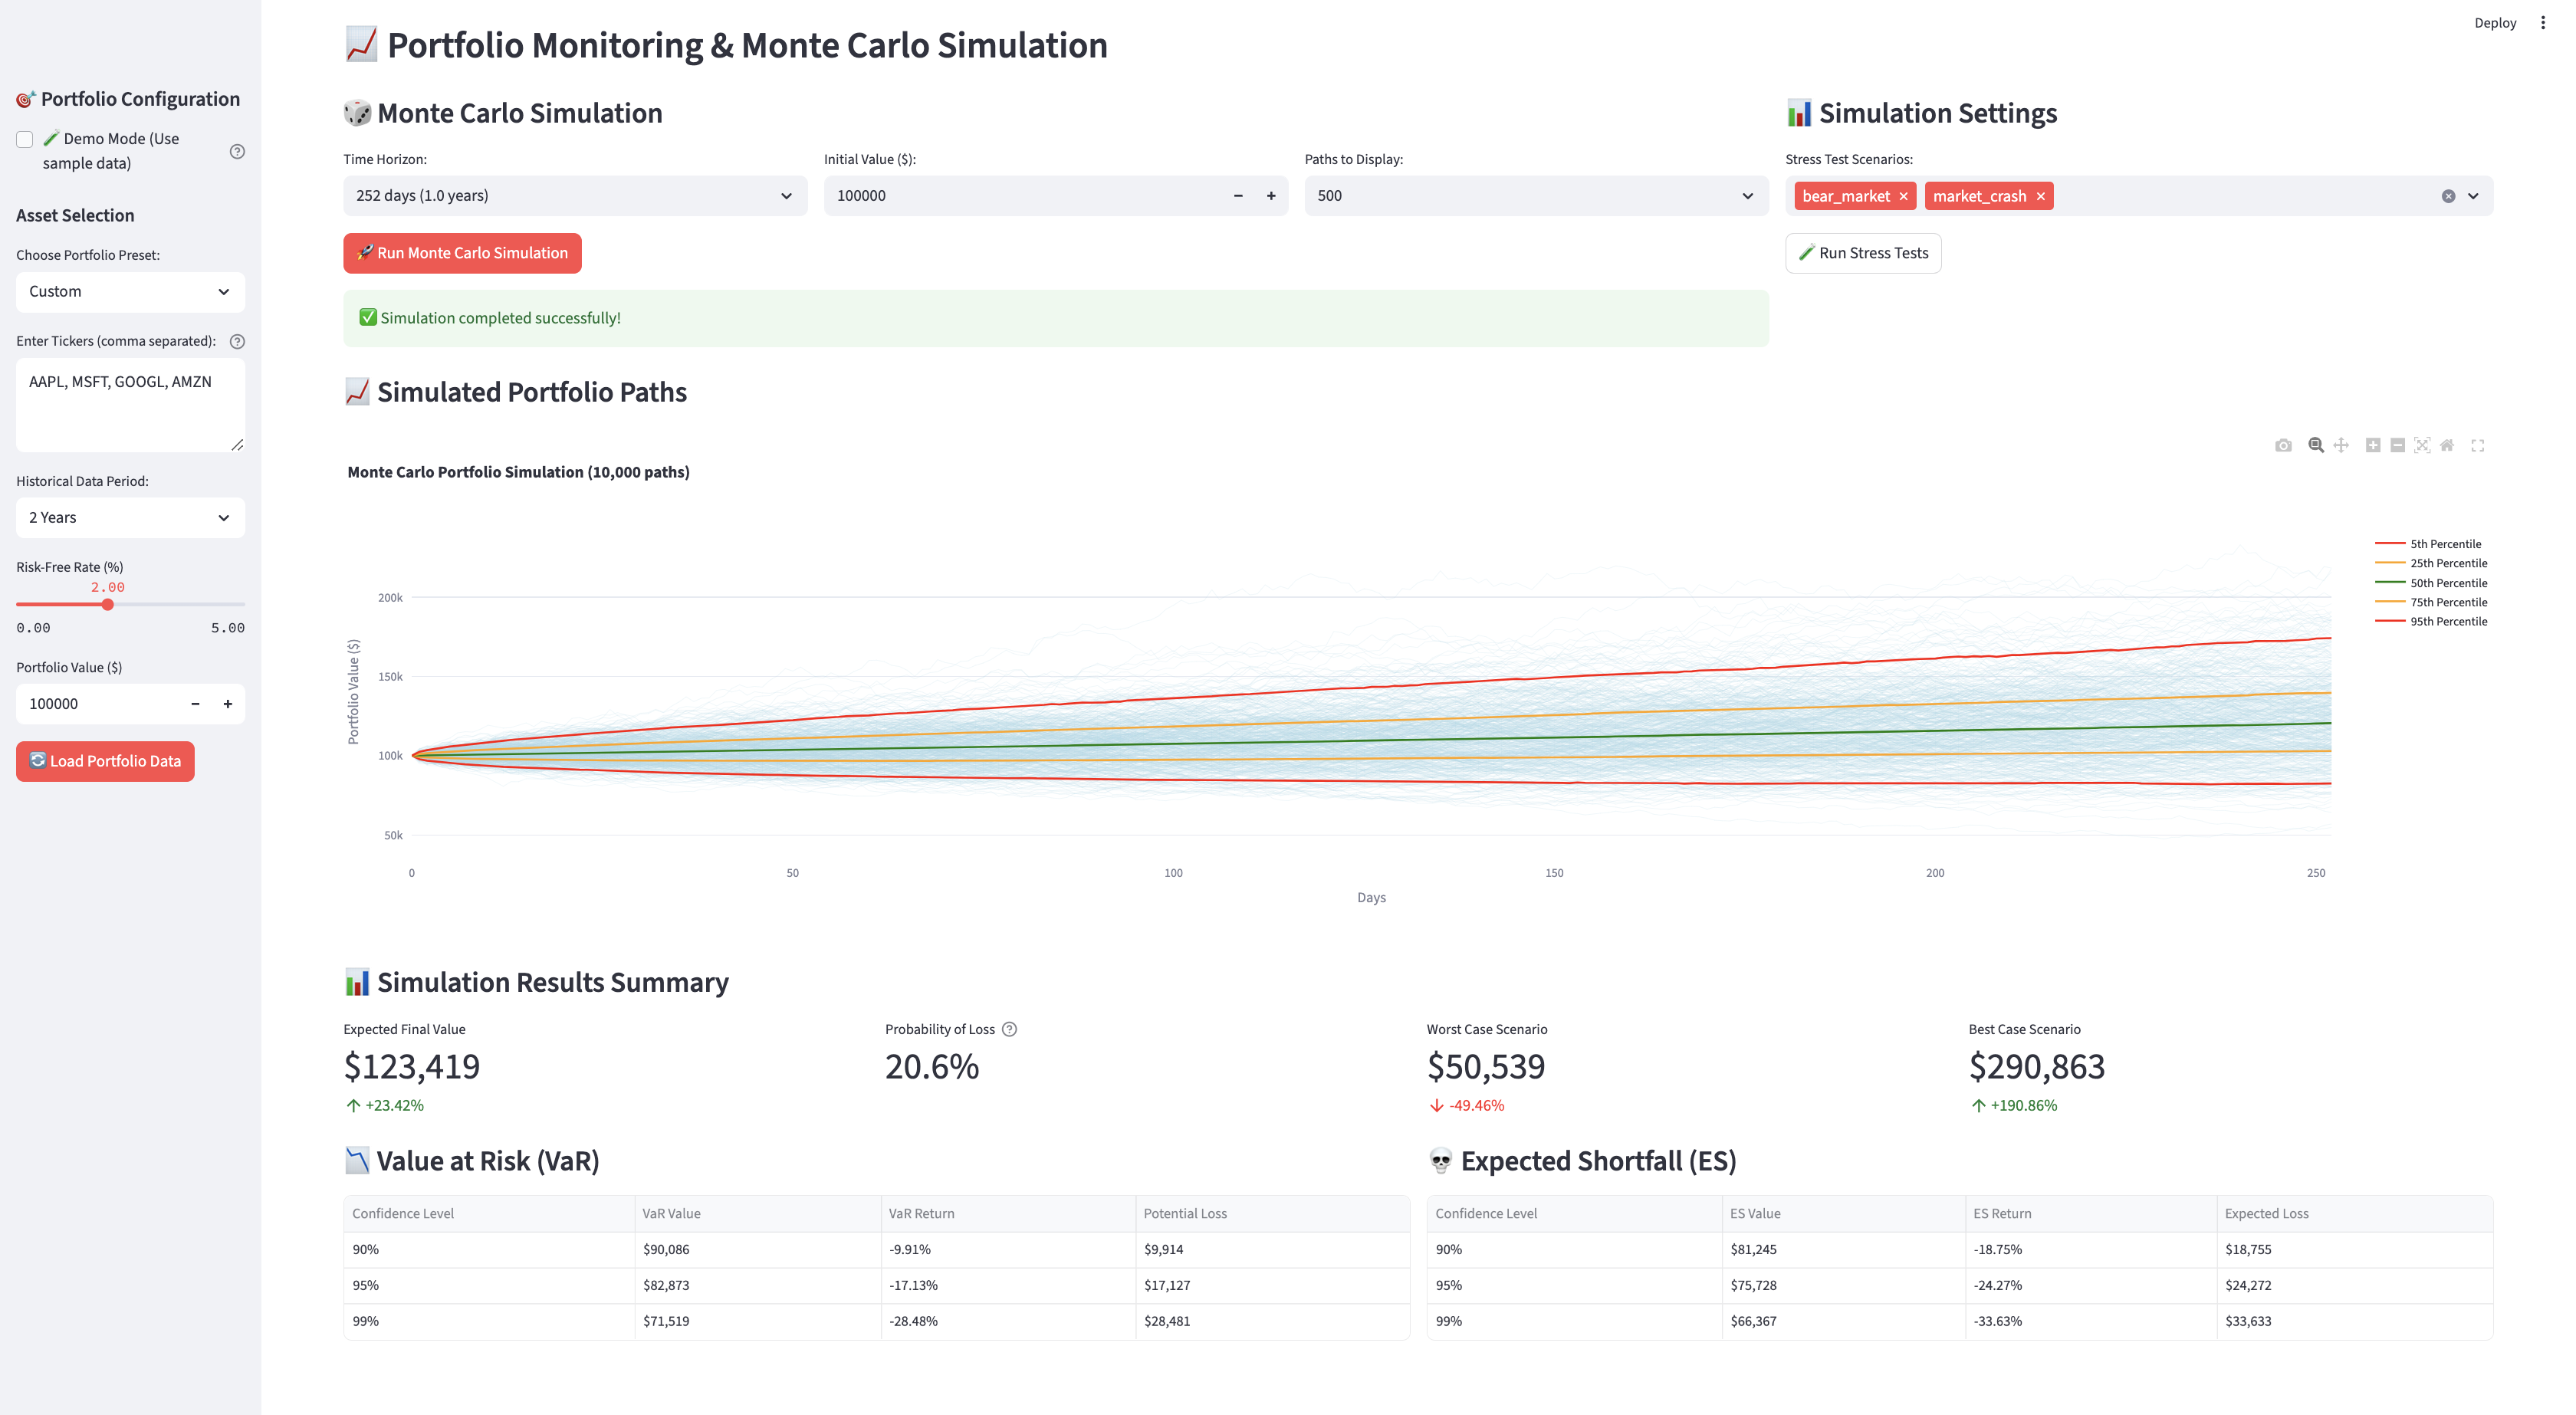 Deploy
Portfolio Configuration
Demo Mode (Use
sample data)
Asset Selection
Choose Portfolio Preset:
Custom
Enter Tickers (comma separated):
AAPL, MSFT, GOOGL, AMZN
Historical Data Period:
2 Years
Risk-Free Rate (%)
2.00
0.00 5.00
Portfolio Value ($)
100000
Load Portfolio Data
Portfolio Monitoring & Monte Carlo Simulation
Monte Carlo Simulation
Time Horizon: Initial Value ($): Paths to Display:
252 days (1.0 years) 100000 500
Run Monte Carlo Simulation
Simulation completed successfully!
Simulation Settings
Stress Test Scenarios:
bear_market market_crash
Run Stress Tests
Simulated Portfolio Paths
Monte Carlo Portfolio Simulation (10,000 paths)
5th Percentile
25th Percentile
50th Percentile
75th Percentile
95th Percentile
Portfolio Value ($)
200k
150k
100k
50k
0 50 100 150 200 250
Days
Simulation Results Summary
Expected Final Value Probability of Loss Worst Case Scenario Best Case Scenario
$123,419 20.6% $50,539 $290,863
+23.42% -49.46% +190.86%
Value at Risk (VaR)
Confidence Level VaR Value VaR Return Potential Loss
90% $90,086 -9.91% $9,914
95% $82,873 -17.13% $17,127
99% $71,519 -28.48% $28,481
Expected Shortfall (ES)
Confidence Level ES Value ES Return Expected Loss
90% $81,245 -18.75% $18,755
95% $75,728 -24.27% $24,272
99% $66,367 -33.63% $33,633